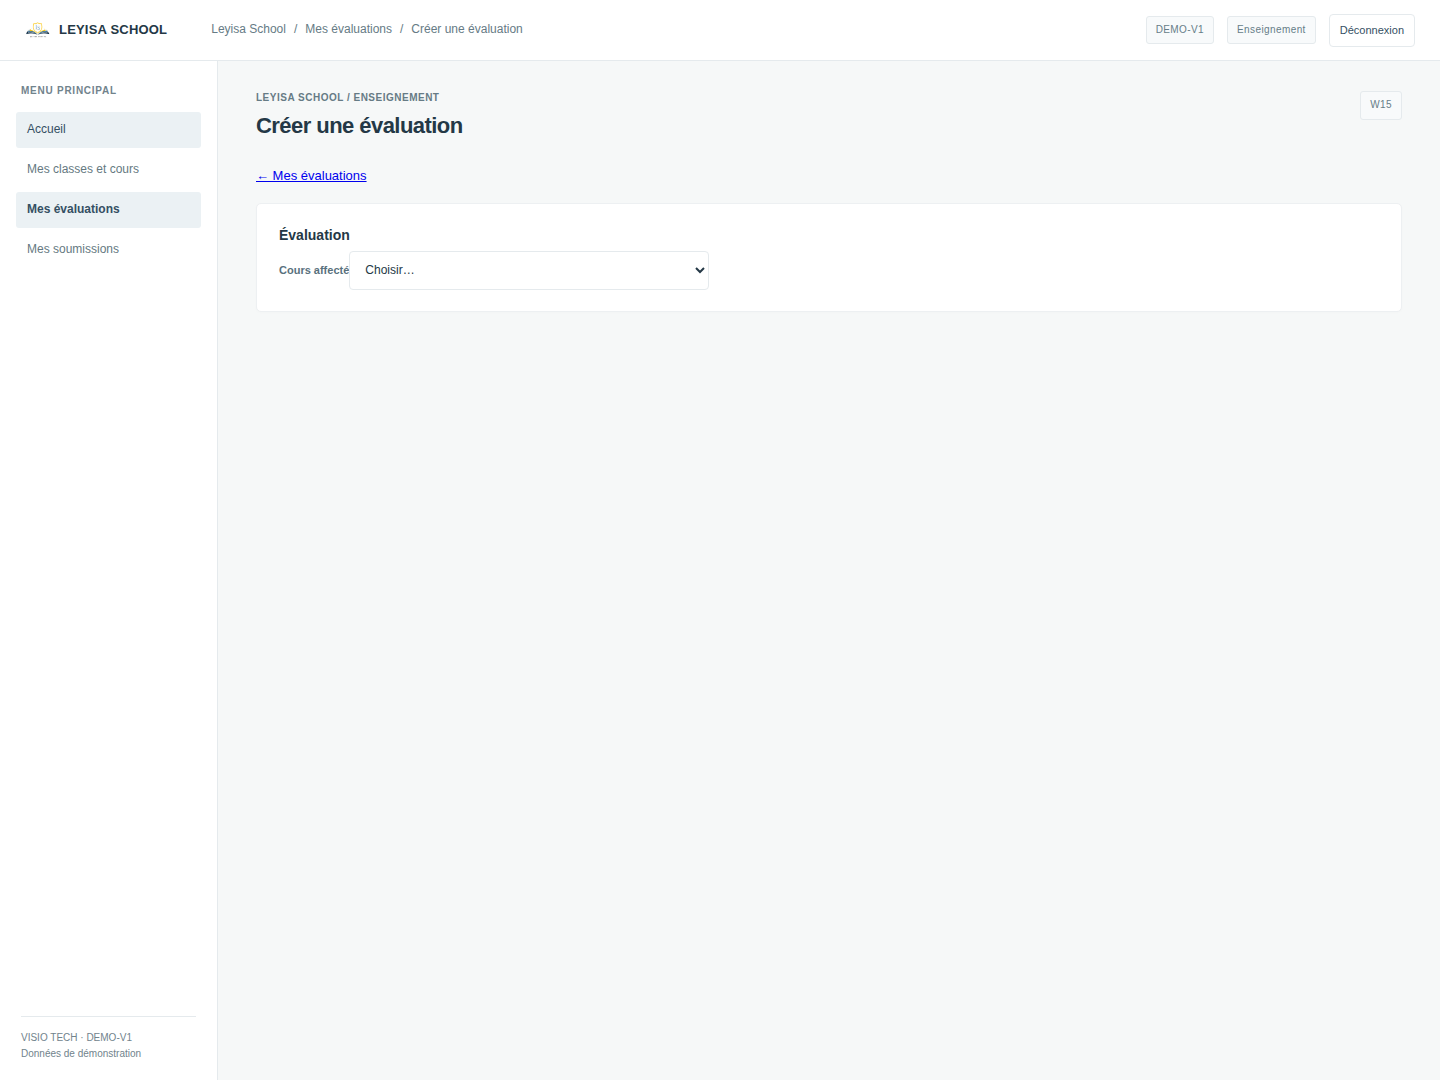 LEYISA SCHOOL
Leyisa School / Mes évaluations / Créer une évaluation
DEMO-V1
Enseignement
Déconnexion
MENU PRINCIPAL
Accueil
Mes classes et cours
Mes évaluations
Mes soumissions
LEYISA SCHOOL / ENSEIGNEMENT
W15
Créer une évaluation
← Mes évaluations
Évaluation
Cours affecté
Choisir…
VISIO TECH · DEMO-V1
Données de démonstration